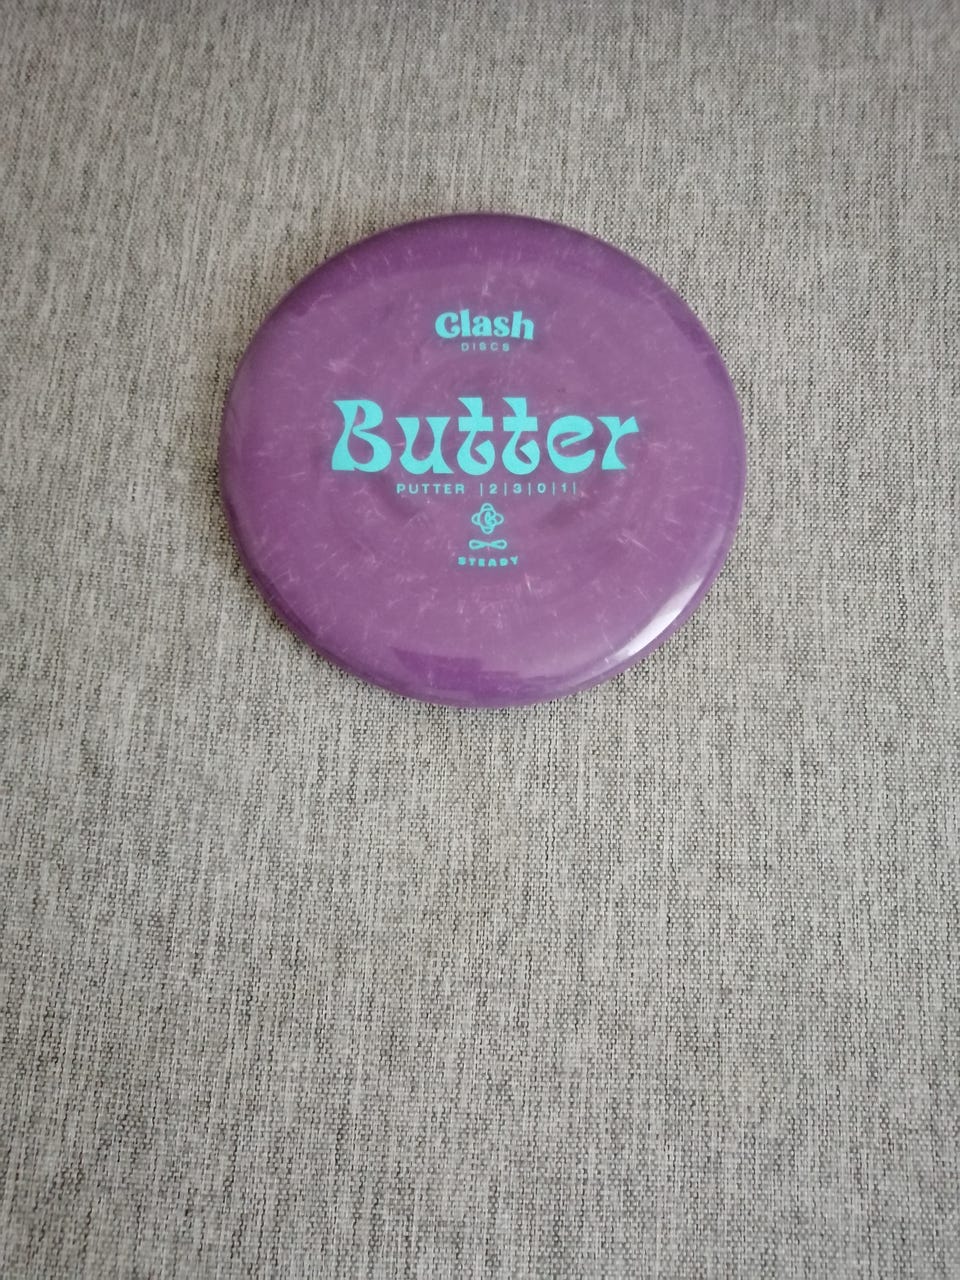 Clash
DISCS
Butter
PUTTER |2|3|0|1|
STEADY